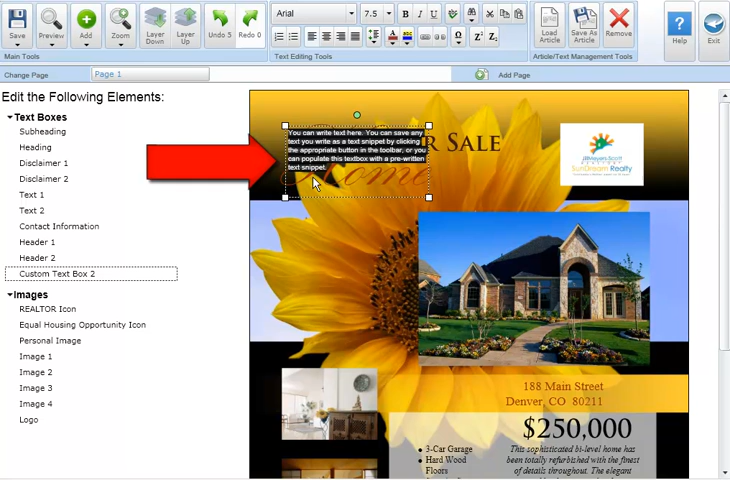 Save
Preview
Add
Zoom
Layer Down
Layer Up
Undo 5
Redo 0
Arial
7.5
B I U
Load Article
Save As Article
Remove
Help
Exit
Main Tools
Text Editing Tools
Article/Text Management Tools
Change Page
Page 1
Add Page
Edit the Following Elements:
Text Boxes
Subheading
Heading
Disclaimer 1
Disclaimer 2
Text 1
Text 2
Contact Information
Header 1
Header 2
Custom Text Box 2
Images
REALTOR Icon
Equal Housing Opportunity Icon
Personal Image
Image 1
Image 2
Image 3
Image 4
Logo
You can write text here. You can save any
text you write as a text snippet by clicking
the appropriate button in the toolbar, or you
can populate this textbox with a pre-written
text snippet.
r Sale
Home
SunDream Realty
188 Main Street
Denver, CO 80211
$250,000
3-Car Garage
Hard Wood
Floors
This sophisticated bi-level home has
been totally refurbished with the finest
of details throughout. The elegant